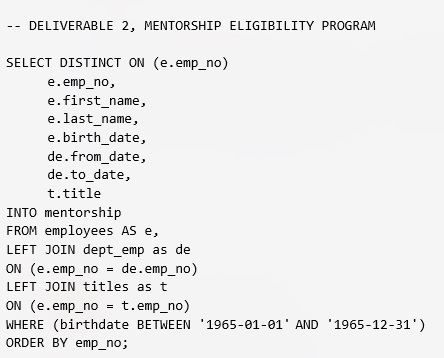 -- DELIVERABLE 2, MENTORSHIP ELIGIBILITY PROGRAM
SELECT DISTINCT ON (e.emp_no)
e.emp_no,
e.first_name,
e.last_name,
e.birth_date,
de.from_date,
de.to_date,
t.title
INTO mentorship
FROM employees AS e,
LEFT JOIN dept_emp as de
ON (e.emp_no = de.emp_no)
LEFT JOIN titles as t
ON (e.emp_no = t.emp_no)
WHERE (birthdate BETWEEN '1965-01-01' AND '1965-12-31')
ORDER BY emp_no;